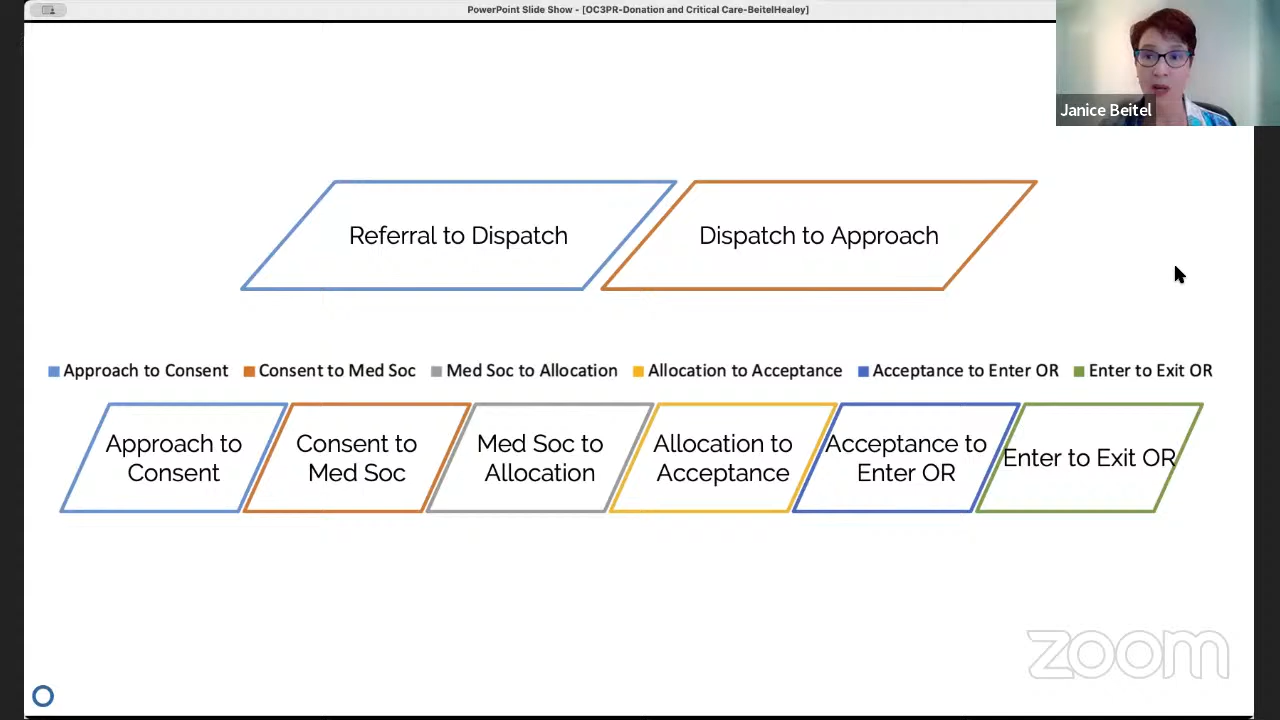 PowerPoint Slide Show - [OC3PR-Donation and Critical Care-BeitelHealey]
Janice Beitel
Referral to Dispatch
Dispatch to Approach
Approach to Consent
Consent to Med Soc
Med Soc to Allocation
Allocation to Acceptance
Acceptance to Enter OR
Enter to Exit OR
Approach to
Consent
Consent to
Med Soc
Med Soc to
Allocation
Allocation to
Acceptance
Acceptance to
Enter OR
Enter to Exit OR
zoom